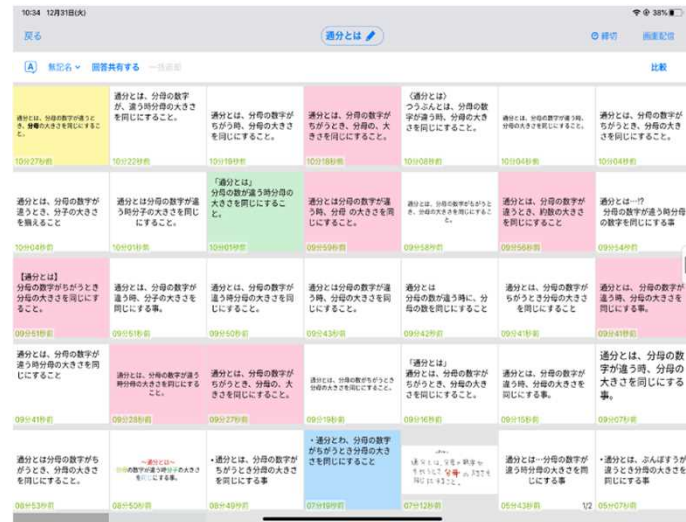 10:34 12月31日(火)
38%
戻る
通分とは
締切
画面配信
A
無記名
回答共有する
比較
通分とは、分母の数字が違うと
き、分母の大きさを同じにするこ
と。
10分27秒前
通分とは、分母の数字
が、違う時分母の大きさ
を同じにすること。
10分22秒前
通分とは、分母の数字が
ちがう時、分母の大きさ
を同じにすること。
10分19秒前
通分とは、分母の数字が
ちがうとき、分母の、大
きさを同じにすること。
10分18秒前
〈通分とは〉
つうぶんとは、分母の数
字が違う時、分母の大き
さを同じにすること。
10分08秒前
通分とは、分母の数字が違う時、
分母の大きさを同じにすること。
10分04秒前
通分とは、分母の数字が
ちがうとき、分母の大き
さを同じにすること。
10分04秒前
通分とは、分母の数字が
違うとき、分子の大きさ
を揃えること
10分04秒前
通分とは分母の数字が違
う時分子の大きさを同じ
にすること。
10分01秒前
「通分とは」
分母の数が違う時分母の
大きさを同じにするこ
と。
10分01秒前
通分とは分母の数字が違
う時、分母 の大きさを同
じにすること。
09分59秒前
通分とは、分母の数字がちがうと
き、分母の大きさを同じにするこ
と。
09分58秒前
通分とは、分母の数字が
違うとき、約数の大きさ
を同じにすること
09分56秒前
通分とは…!?
分母の数字が違う時分母
の数字を同じにする事
09分54秒前
【通分とは】
分母の数字がちがうとき
分母の大きさを同じにす
ること。
09分51秒前
通分とは、分母の数字が
違う時、分子の大きさを
同じにする事。
09分51秒前
通分とは、分母の数字が
違う時分母の大きさを同
じにすること。
09分50秒前
通分とは分母の数字が違
う時、分母の大きさを同
じにすること。
09分43秒前
通分とは
分母の数が違う時に、分
母の数を同じにすること
09分42秒前
通分とは、分母の数字が
ちがうとき分母の大きさ
を同じにすること
09分41秒前
通分とは、 分母の数字が
違う時、分母の大きさを
同じにする事。
09分41秒前
通分とは、分母の数字が
違う時分母の大きさを同
じにすること
09分41秒前
通分とは、分母の数字が違う
時分母の大きさを同じにする
こと。
09分28秒前
通分とは、分母の数字が
ちがうとき、分母の、大
きさを同じにすること。
09分27秒前
通分とは、分母の数がちがうとき
分母の大きさを同じにすること。
09分19秒前
「通分とは」
通分とは、分母の数字が
ちがうとき、分母の大き
さを同じにすること。
09分16秒前
通分とは、分母の数字が
違う時、分母の大きさを
同じにする事。
09分15秒前
通分とは、分母の数
字が違う時、分母の
大きさを同じにする
事。
09分07秒前
通分とは分母の数字がち
がうとき、分母の大きさ
を同じにすること。
08分53秒前
〜通分とは〜
分母の数字が違う時分子の大きさ
を同じにする事。
08分50秒前
・通分とは、分母の数字が
ちがうとき分母の大きさ
を同じにする事
08分49秒前
・通分とわ、分母の数字
がちがうとき分母の大き
さを同じにすること
07分19秒前
通分とは、分母の数字が
07分12秒前
通分とは…分母の数字が
違う時分母の大きさを同
じにする事
05分43秒前
1/2
・通分とは、ぶんぼすうが
違うとき分母の大きさを
同じにする事
05分07秒前